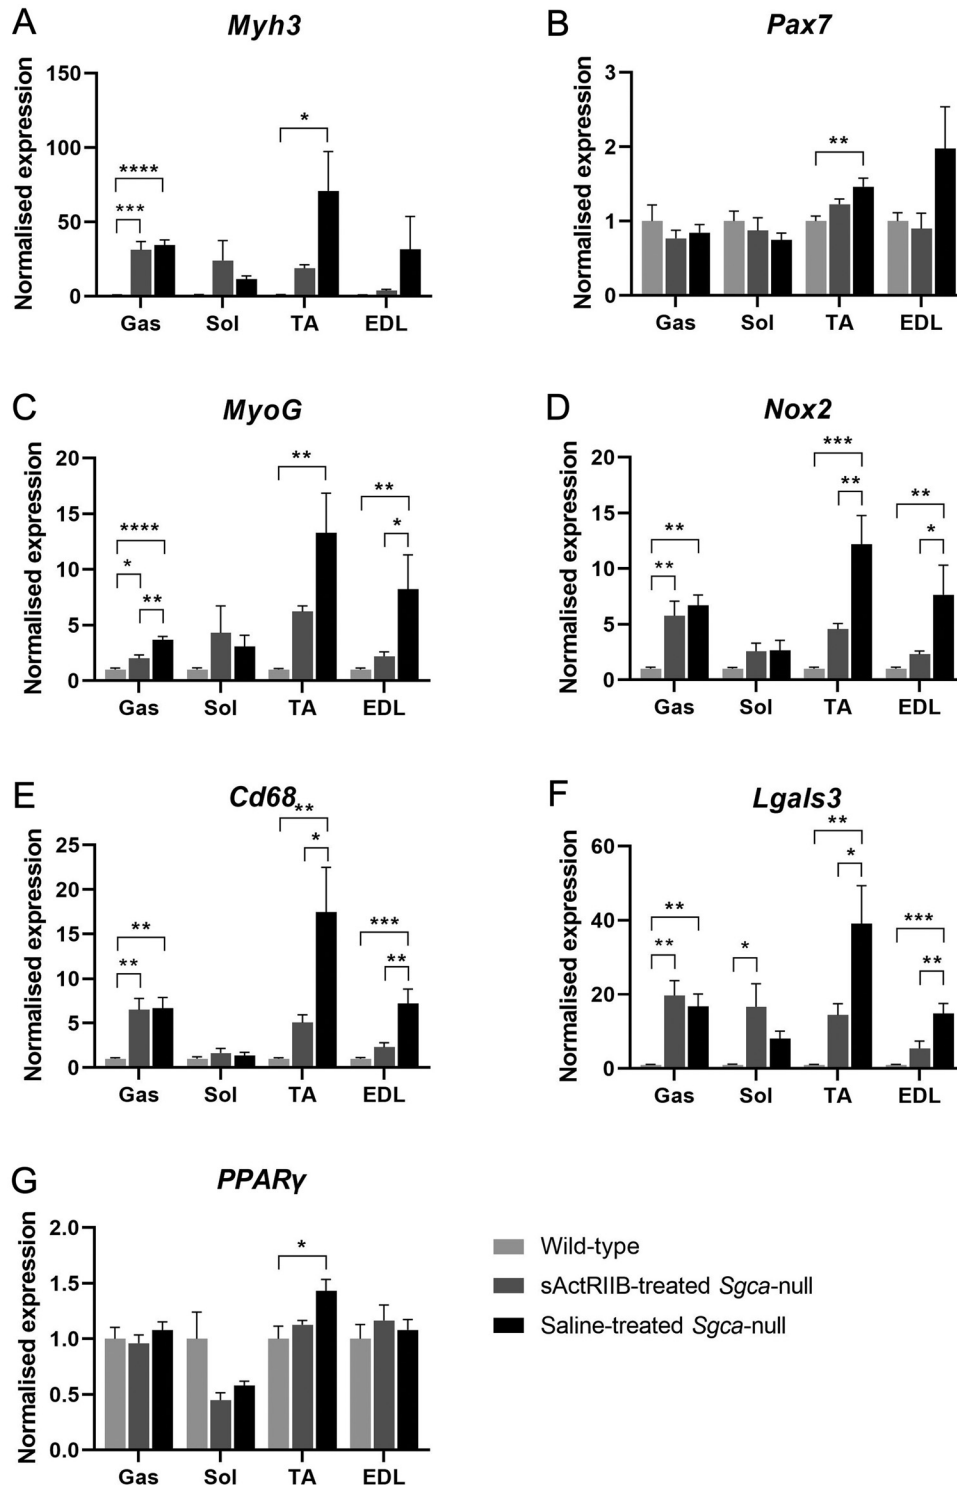 A
Myh3
Normalised expression
150
100
50
0
****
***
*
Gas Sol TA EDL
B
Pax7
Normalised expression
3
2
1
0
**
Gas Sol TA EDL
C
MyoG
Normalised expression
20
15
10
5
0
****
*
**
**
**
*
Gas Sol TA EDL
D
Nox2
Normalised expression
20
15
10
5
0
**
**
***
**
**
*
Gas Sol TA EDL
E
Cd68
Normalised expression
25
20
15
10
5
0
**
**
**
*
***
**
Gas Sol TA EDL
F
Lgals3
Normalised expression
60
40
20
0
**
**
*
**
*
***
**
Gas Sol TA EDL
G
PPARγ
Normalised expression
2.0
1.5
1.0
0.5
0.0
*
Gas Sol TA EDL
Wild-type
sActRIIB-treated Sgca-null
Saline-treated Sgca-null